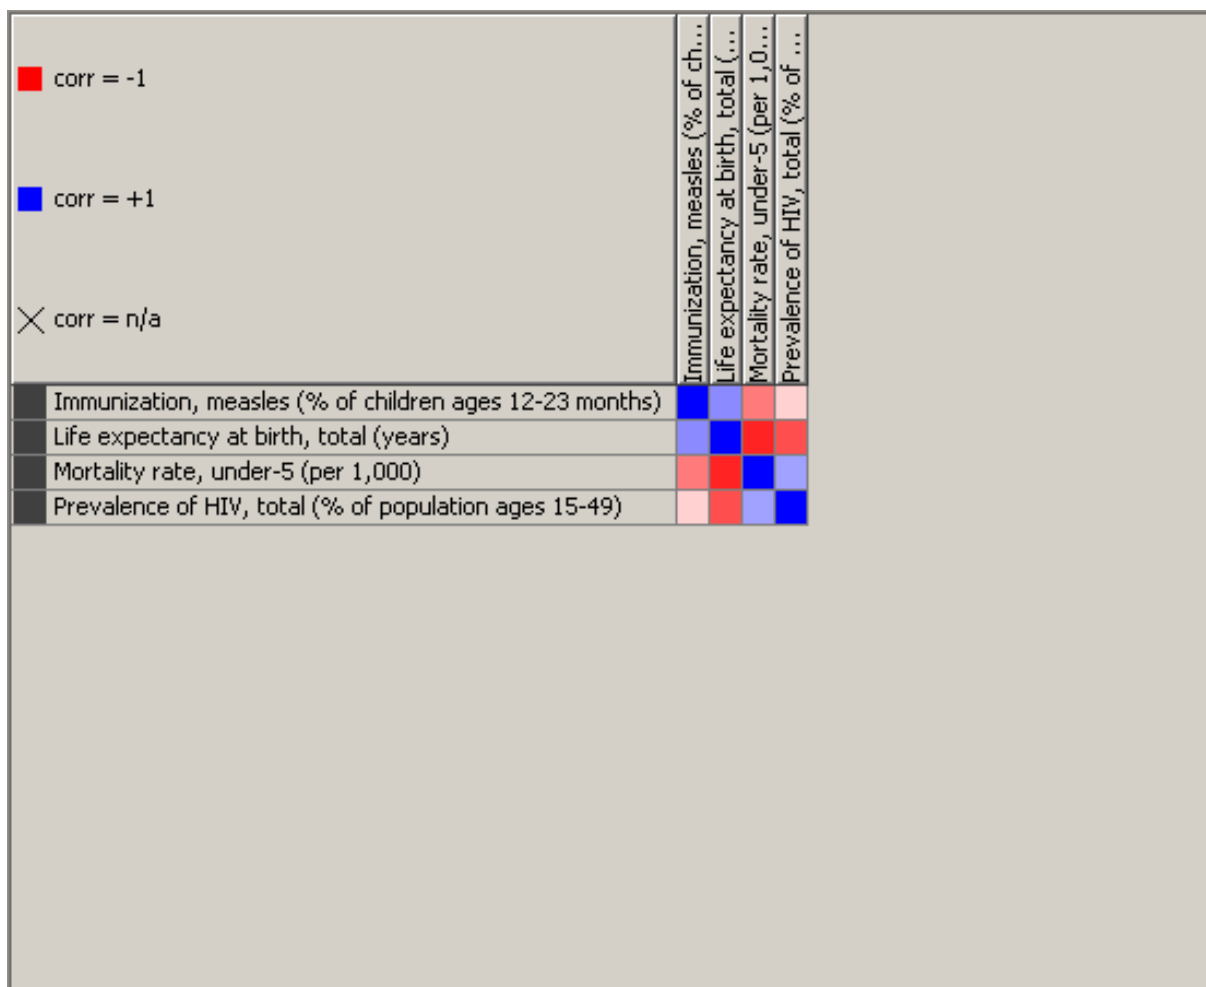 corr = -1
corr = +1
corr = n/a
Immunization, measles (% of ch...
Life expectancy at birth, total (...
Mortality rate, under-5 (per 1,0...
Prevalence of HIV, total (% of ...
Immunization, measles (% of children ages 12-23 months)
Life expectancy at birth, total (years)
Mortality rate, under-5 (per 1,000)
Prevalence of HIV, total (% of population ages 15-49)